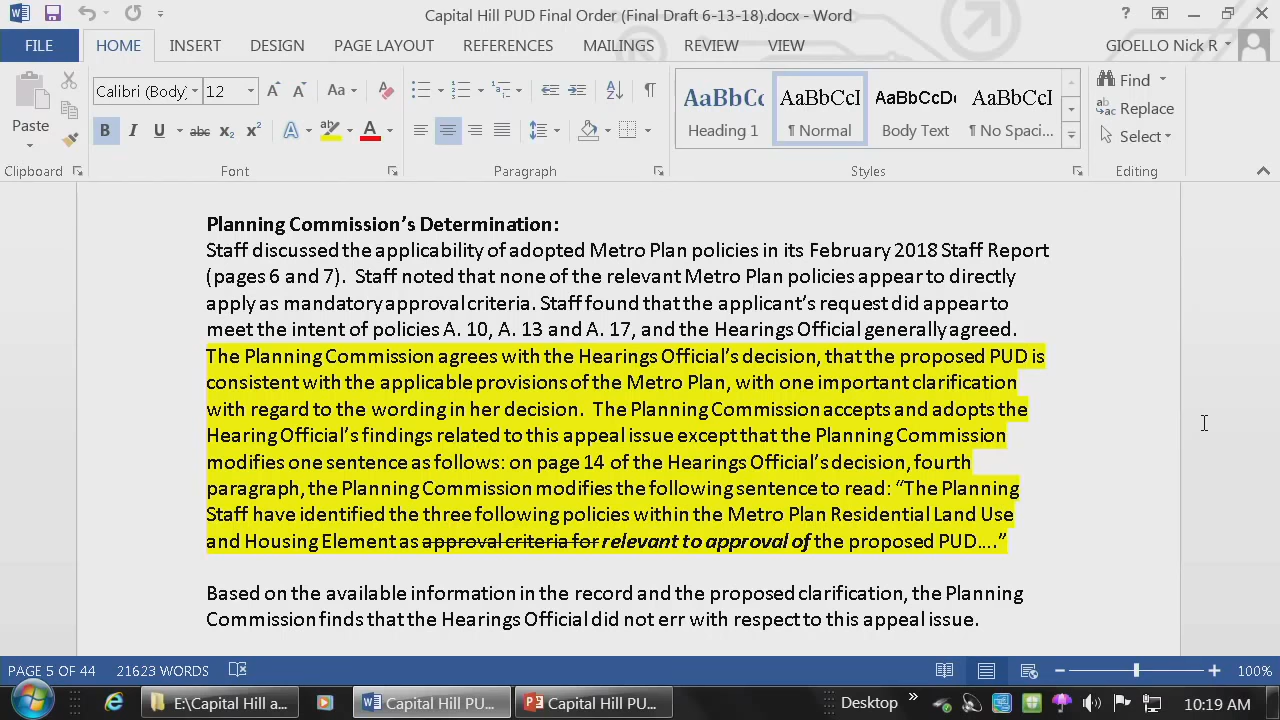 Capital Hill PUD Final Order (Final Draft 6-13-18).docx - Word
FILE HOME INSERT DESIGN PAGE LAYOUT REFERENCES MAILINGS REVIEW VIEW GIOELLO Nick R
Paste
Calibri (Body) 12
Find
Replace
Select
AaBbCc AaBbCcI AaBbCcDc AaBbCcI
Heading 1 ¶ Normal Body Text ¶ No Spaci...
Clipboard Font Paragraph Styles Editing
Planning Commission’s Determination:
Staff discussed the applicability of adopted Metro Plan policies in its February 2018 Staff Report
(pages 6 and 7). Staff noted that none of the relevant Metro Plan policies appear to directly
apply as mandatory approval criteria. Staff found that the applicant’s request did appear to
meet the intent of policies A. 10, A. 13 and A. 17, and the Hearings Official generally agreed.
The Planning Commission agrees with the Hearings Official’s decision, that the proposed PUD is
consistent with the applicable provisions of the Metro Plan, with one important clarification
with regard to the wording in her decision. The Planning Commission accepts and adopts the
Hearing Official’s findings related to this appeal issue except that the Planning Commission
modifies one sentence as follows: on page 14 of the Hearings Official’s decision, fourth
paragraph, the Planning Commission modifies the following sentence to read: “The Planning
Staff have identified the three following policies within the Metro Plan Residential Land Use
and Housing Element as approval criteria for relevant to approval of the proposed PUD….”
Based on the available information in the record and the proposed clarification, the Planning
Commission finds that the Hearings Official did not err with respect to this appeal issue.
PAGE 5 OF 44 21623 WORDS 100%
E:\Capital Hill a... Capital Hill PU... Capital Hill PU... Desktop 10:19 AM